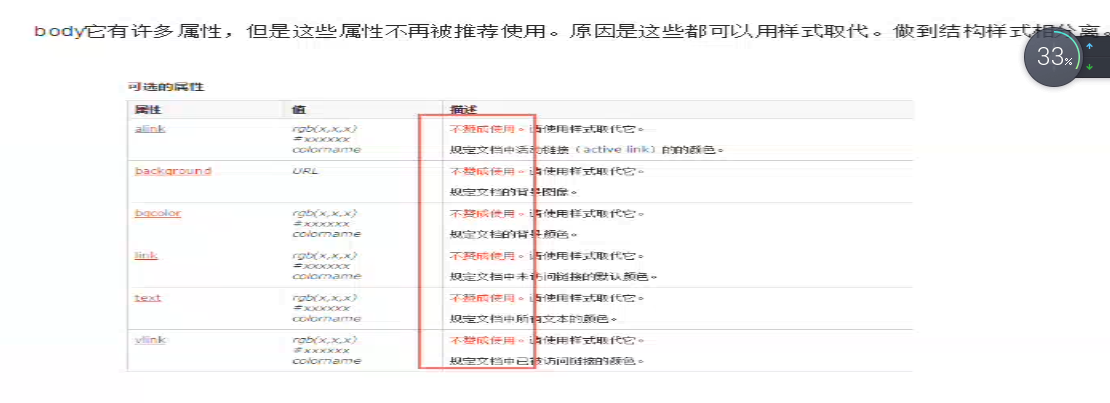 body它有许多属性，但是这些属性不再被推荐使用。原因是这些都可以用样式取代。做到结构样式相分离。
33%
可选的属性
属性 值 描述
alink rgb(x,x,x) 不赞成使用。请使用样式取代它。
#xxxxxx
colorname 规定文档中活动链接（active link）的的颜色。
background URL 不赞成使用。请使用样式取代它。
规定文档的背景图像。
bgcolor rgb(x,x,x) 不赞成使用。请使用样式取代它。
#xxxxxx
colorname 规定文档的背景颜色。
link rgb(x,x,x) 不赞成使用。请使用样式取代它。
#xxxxxx
colorname 规定文档中未访问链接的默认颜色。
text rgb(x,x,x) 不赞成使用。请使用样式取代它。
#xxxxxx
colorname 规定文档中所有文本的颜色。
vlink rgb(x,x,x) 不赞成使用。请使用样式取代它。
#xxxxxx
colorname 规定文档中已被访问链接的颜色。